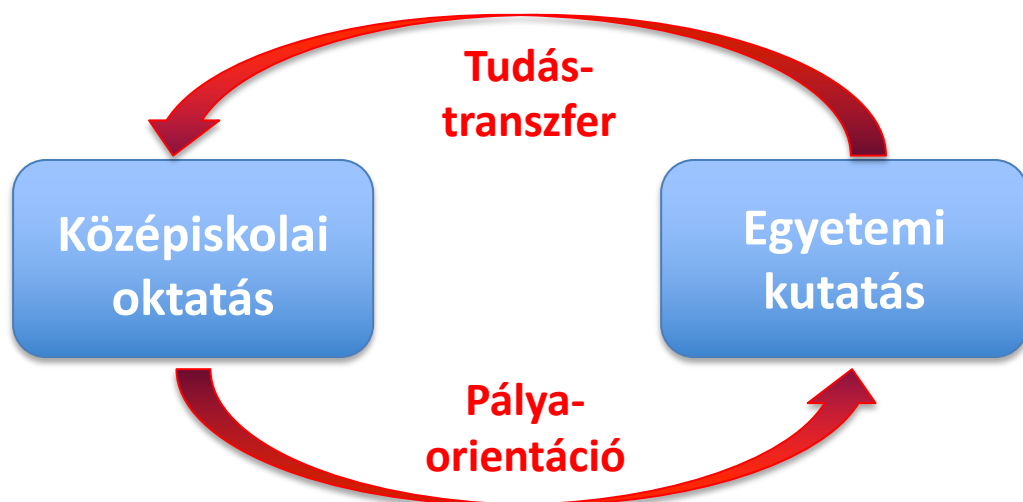 Tudás-
transzfer
Középiskolai
oktatás
Egyetemi
kutatás
Pálya-
orientáció